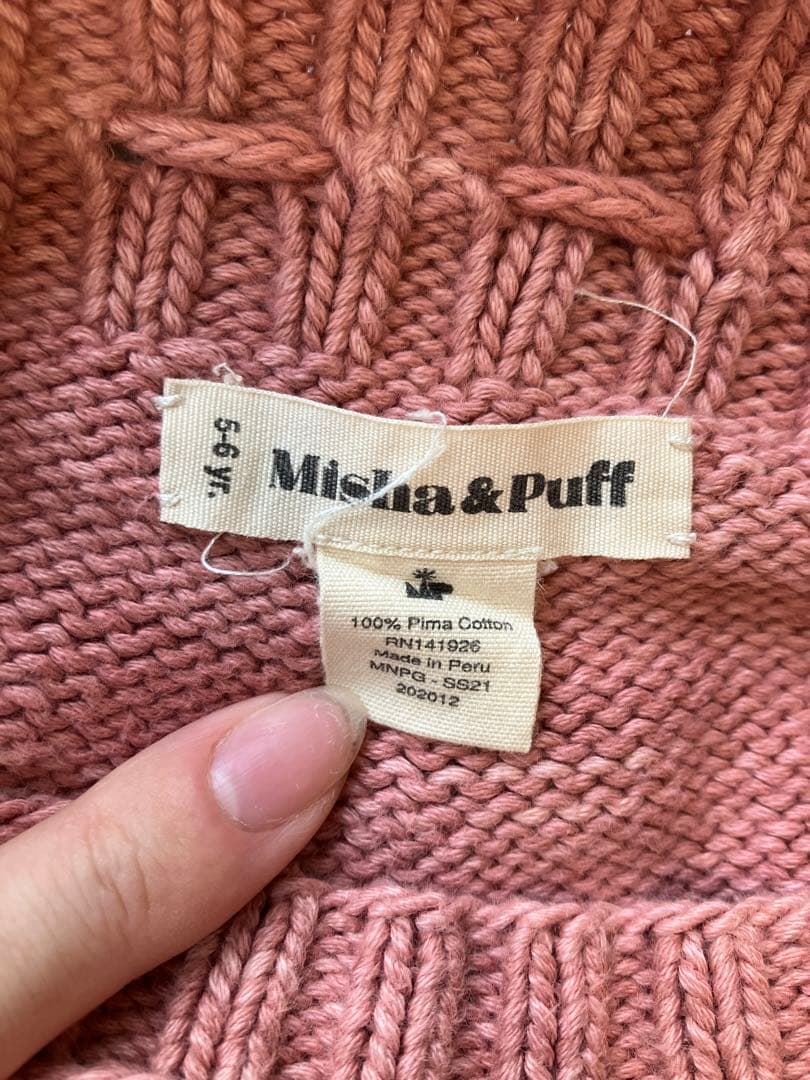 5-6 yr.
Misha & Puff
100% Pima Cotton
RN141926
Made in Peru
MNPG - SS21
202012